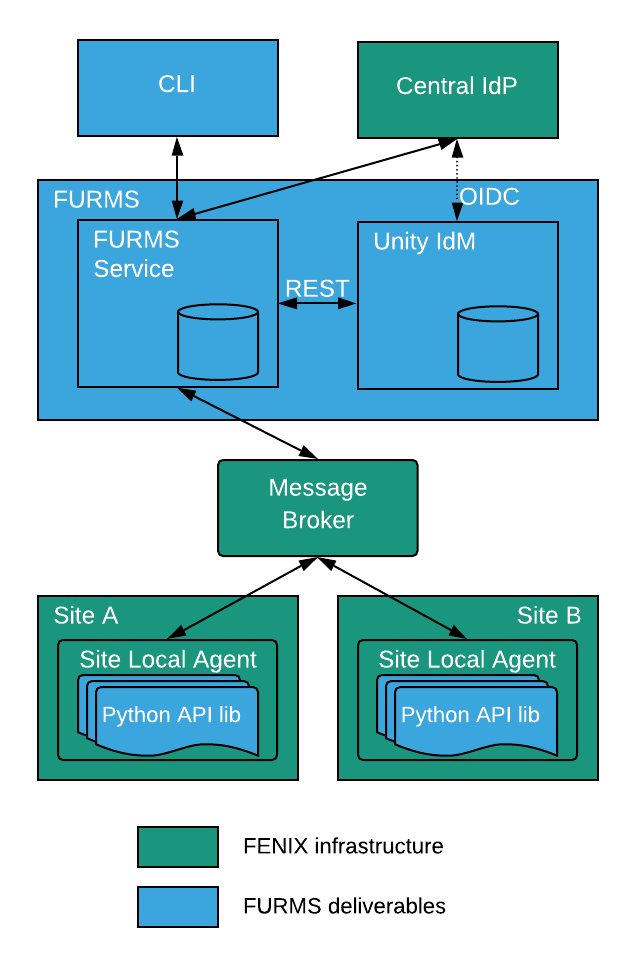 CLI
Central IdP
FURMS
OIDC
FURMS
Service
Unity IdM
REST
Message
Broker
Site A
Site B
Site Local Agent
Python API lib
Site Local Agent
Python API lib
FENIX infrastructure
FURMS deliverables